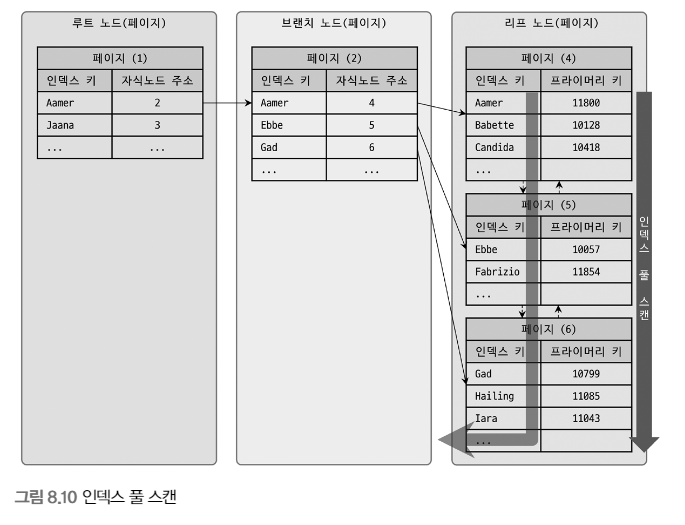 루트 노드(페이지)
페이지 (1)
인덱스 키 자식노드 주소
Aamer 2
Jaana 3
... ...
브랜치 노드(페이지)
페이지 (2)
인덱스 키 자식노드 주소
Aamer 4
Ebbe 5
Gad 6
... ...
리프 노드(페이지)
페이지 (4)
인덱스 키 프라이머리 키
Aamer 11800
Babette 10128
Candida 10418
...
페이지 (5)
인덱스 키 프라이머리 키
Ebbe 10057
Fabrizio 11854
...
페이지 (6)
인덱스 키 프라이머리 키
Gad 10799
Hailing 11085
Iara 11043
...
인덱스 풀 스캔
그림 8.10 인덱스 풀 스캔